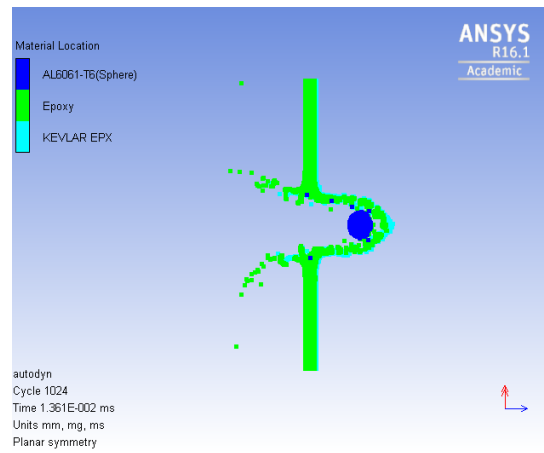 Material Location
AL6061-T6(Sphere)
Epoxy
KEVLAR EPX
ANSYS
R16.1
Academic
autodyn
Cycle 1024
Time 1.361E-002 ms
Units mm, mg, ms
Planar symmetry